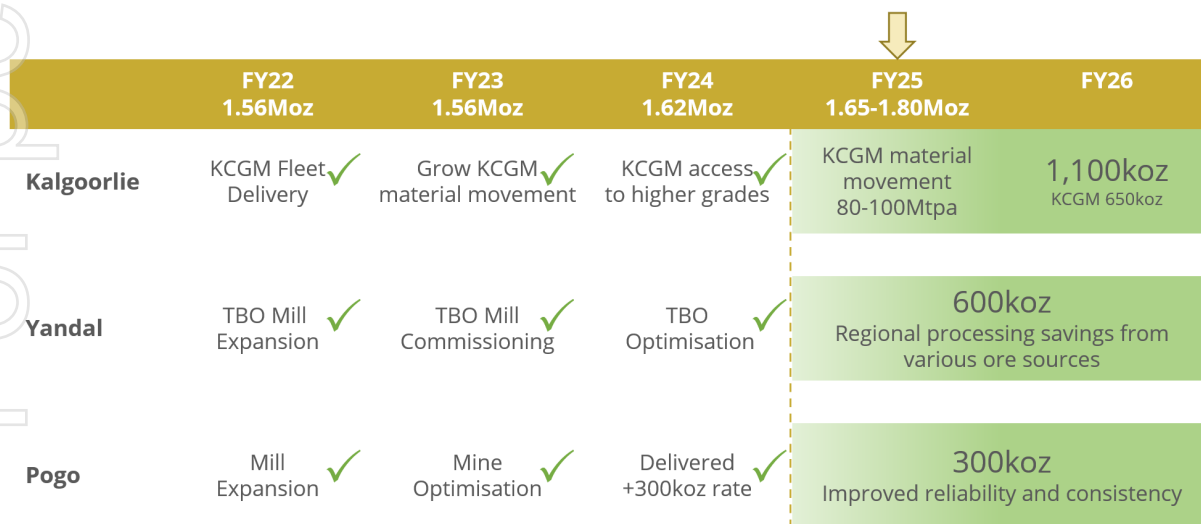 FY22 FY23 FY24 FY25 FY26
1.56Moz 1.56Moz 1.62Moz 1.65-1.80Moz
Kalgoorlie
KCGM Fleet
Delivery
Grow KCGM
material movement
KCGM access
to higher grades
KCGM material
movement
80-100Mtpa
1,100koz
KCGM 650koz
Yandal
TBO Mill
Expansion
TBO Mill
Commissioning
TBO
Optimisation
600koz
Regional processing savings from
various ore sources
Pogo
Mill
Expansion
Mine
Optimisation
Delivered
+300koz rate
300koz
Improved reliability and consistency